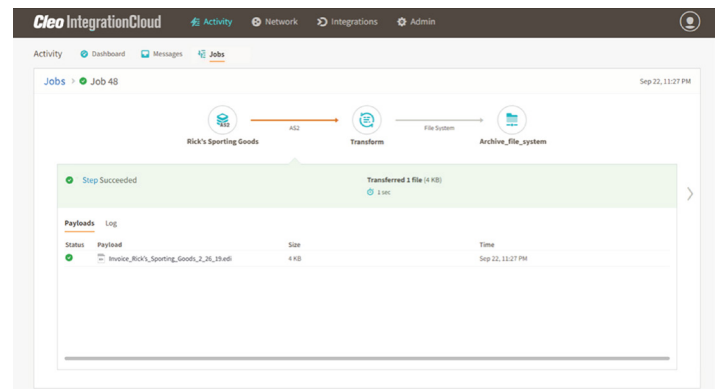 Cleo IntegrationCloud Activity Network Integrations Admin
Activity Dashboard Messages Jobs
Jobs > Job 48 Sep 22, 11:27 PM
AS2
AS2 File System
Rick's Sporting Goods Transform Archive_file_system
Step Succeeded Transferred 1 file (4 KB)
1 sec
Payloads Log
Status Payload Size Time
Invoice_Rick's_Sporting_Goods_2_26_19.edi 4 KB Sep 22, 11:27 PM